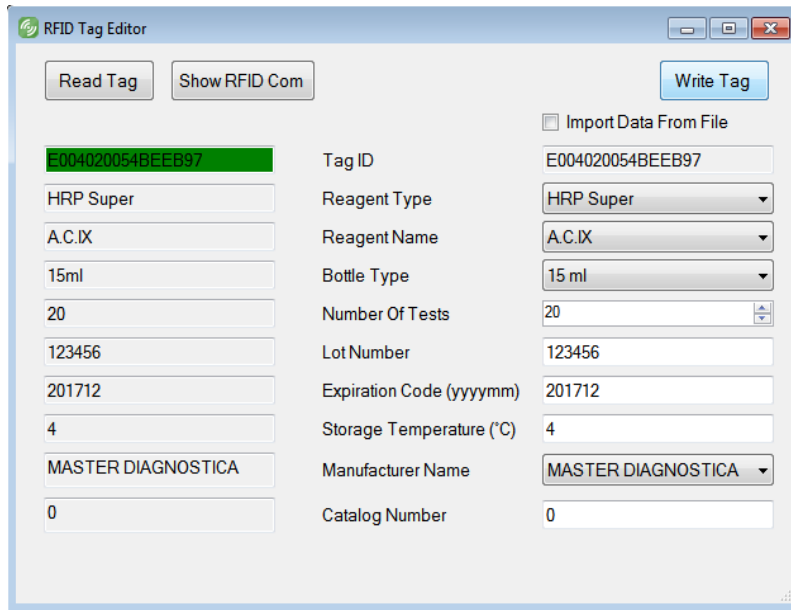 RFID Tag Editor
Read Tag Show RFID Com Write Tag
Import Data From File
E004020054BEEB97 Tag ID E004020054BEEB97
HRP Super Reagent Type HRP Super
A.C.IX Reagent Name A.C.IX
15ml Bottle Type 15 ml
20 Number Of Tests 20
123456 Lot Number 123456
201712 Expiration Code (yyyymm) 201712
4 Storage Temperature (°C) 4
MASTER DIAGNOSTICA Manufacturer Name MASTER DIAGNOSTICA
0 Catalog Number 0